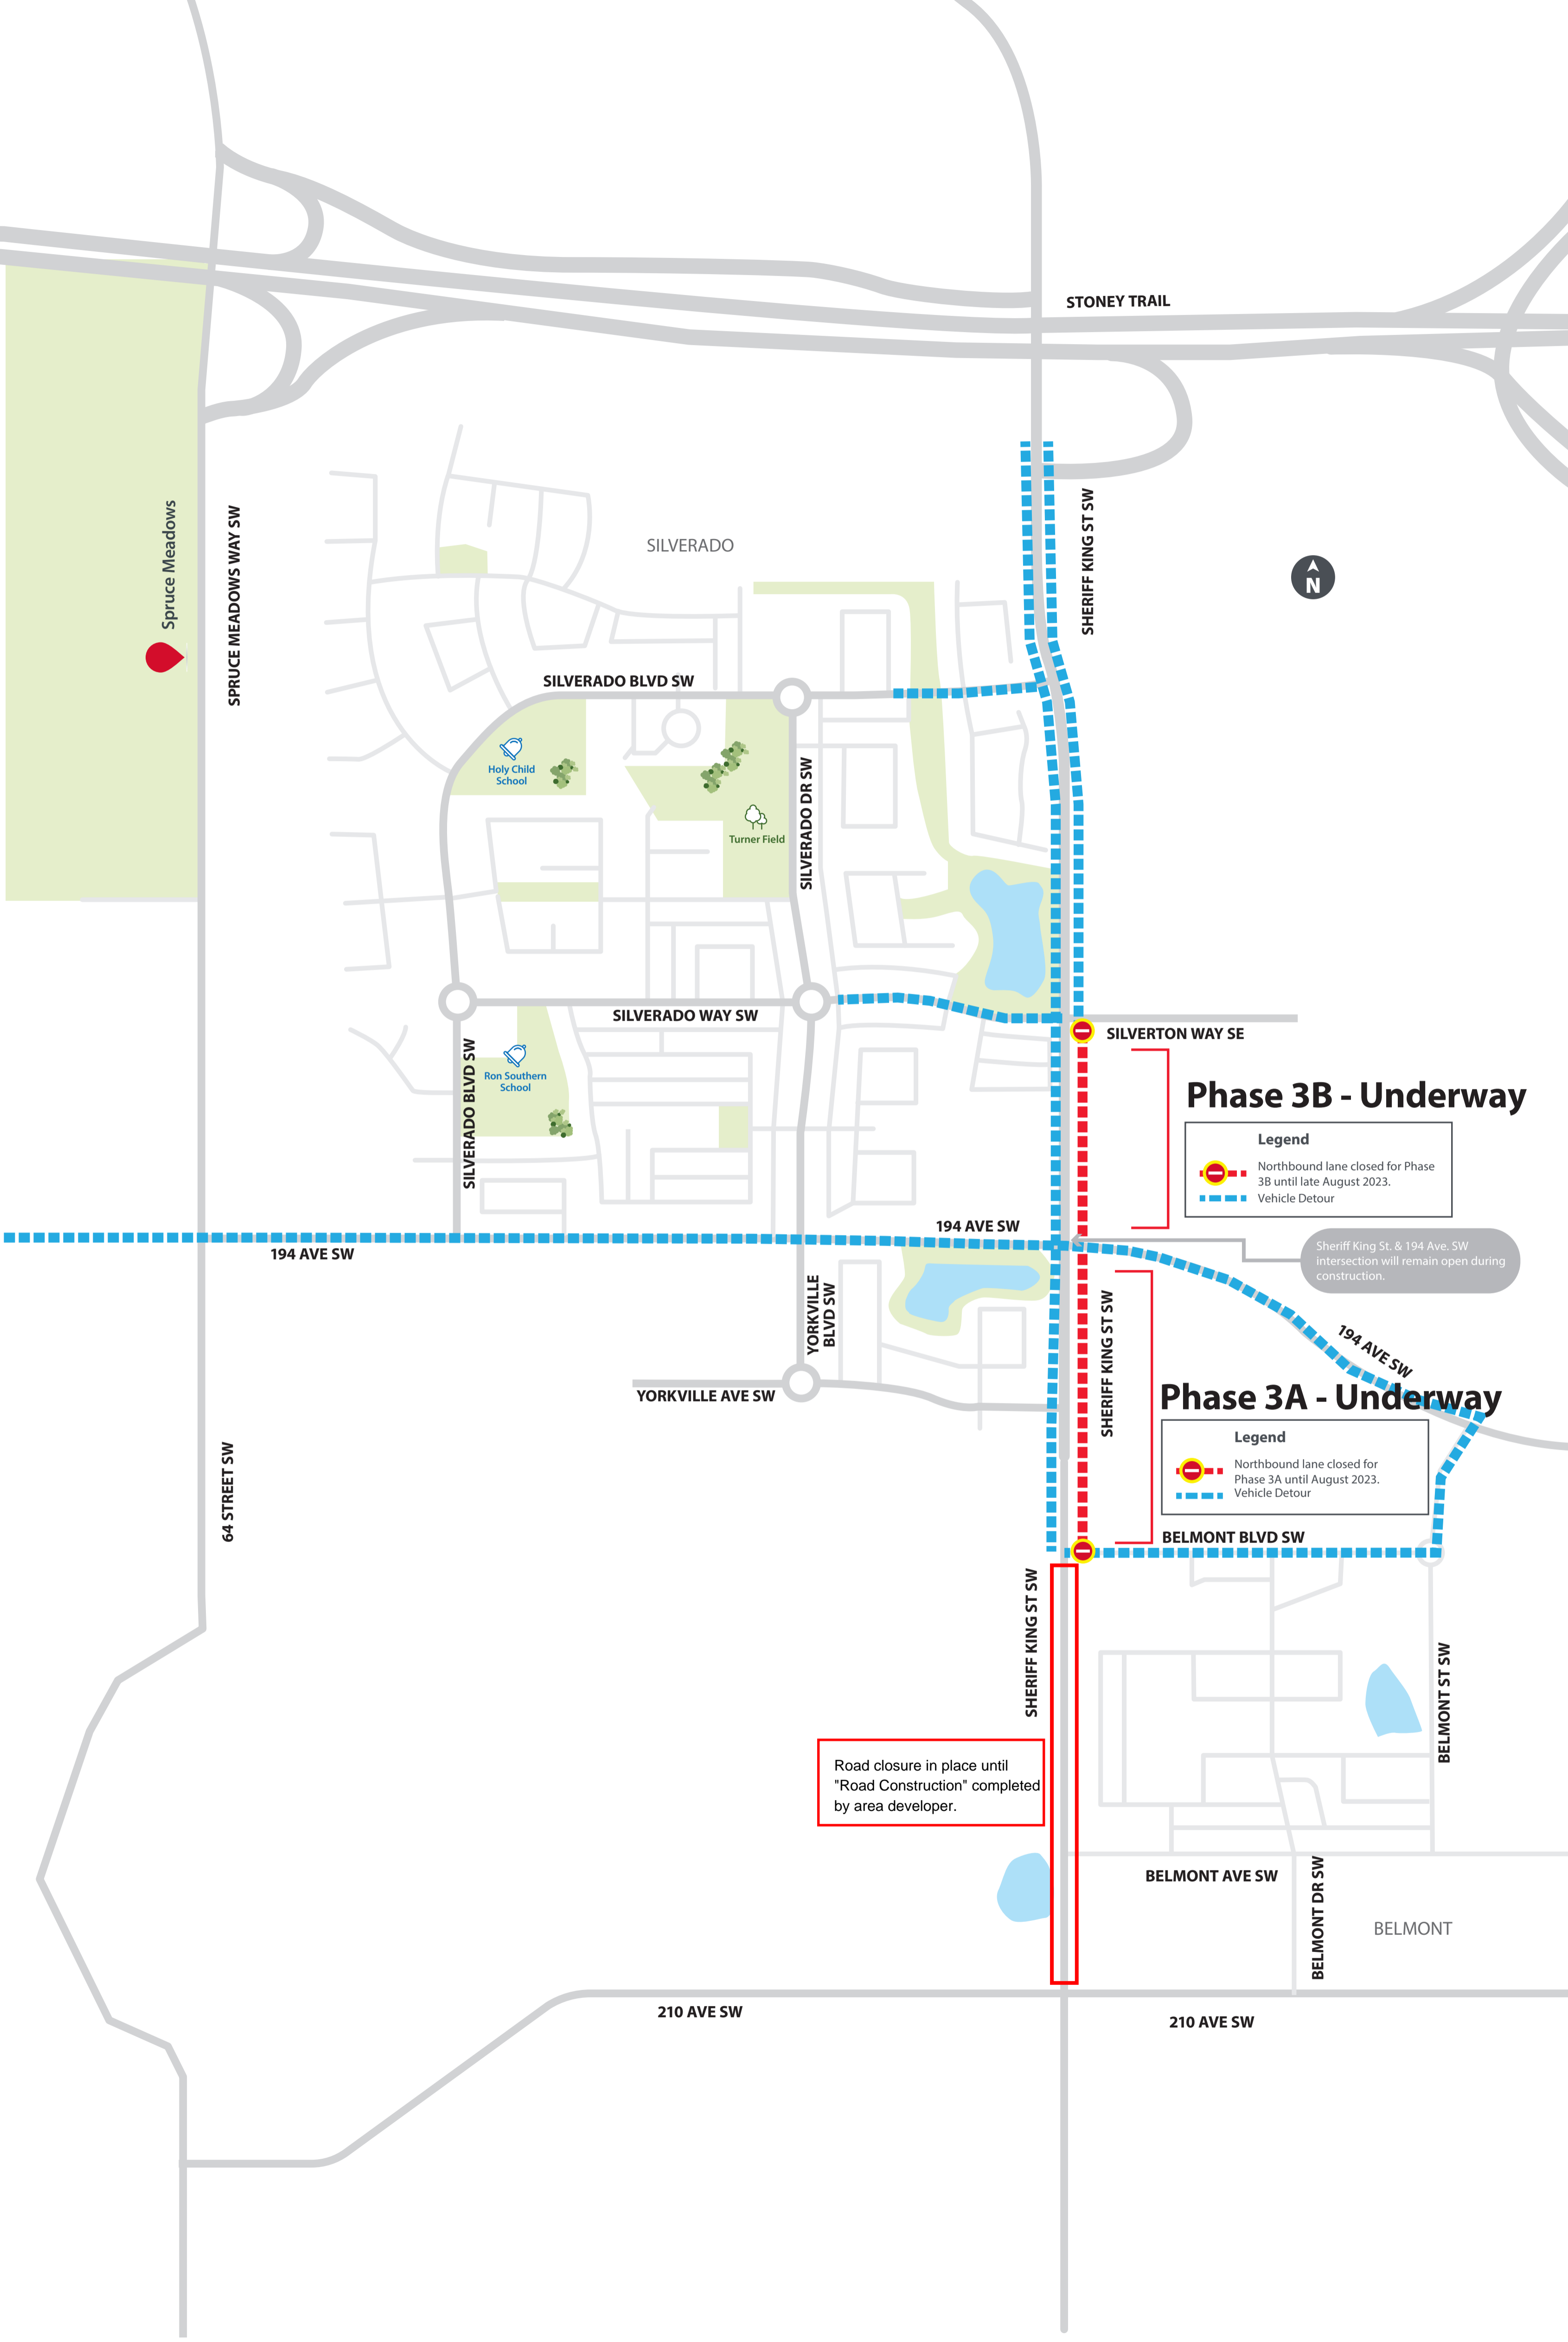 STONEY TRAIL
SHERIFF KING ST SW
Spruce Meadows
SPRUCE MEADOWS WAY SW
SILVERADO
N
SILVERADO BLVD SW
Holy Child
School
SILVERADO DR SW
Turner Field
SILVERADO WAY SW
SILVERTON WAY SE
Ron Southern
School
SILVERADO BLVD SW
Phase 3B - Underway
Legend
Northbound lane closed for Phase
3B until late August 2023.
Vehicle Detour
194 AVE SW
194 AVE SW
Sheriff King St. & 194 Ave. SW
intersection will remain open during
construction.
YORKVILLE
BLVD SW
SHERIFF KING ST SW
194 AVE SW
YORKVILLE AVE SW
Phase 3A - Underway
Legend
Northbound lane closed for
Phase 3A until August 2023.
Vehicle Detour
64 STREET SW
BELMONT BLVD SW
SHERIFF KING ST SW
BELMONT ST SW
Road closure in place until
"Road Construction" completed
by area developer.
BELMONT AVE SW
BELMONT DR SW
BELMONT
210 AVE SW
210 AVE SW